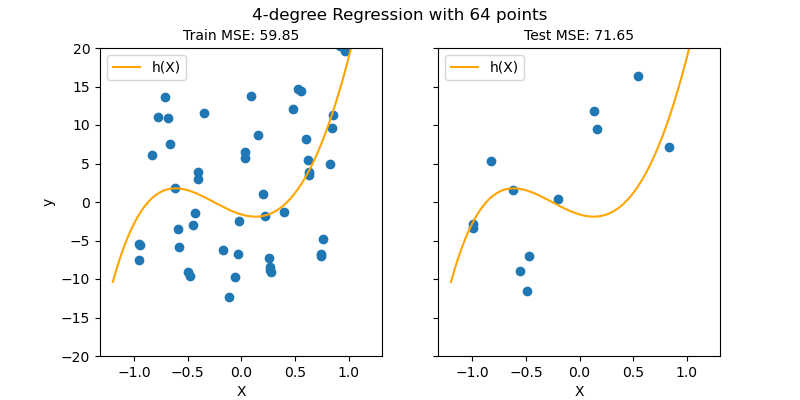 4-degree Regression with 64 points
Train MSE: 59.85
h(X)
20
15
10
5
0
−5
−10
−15
−20
y
−1.0 −0.5 0.0 0.5 1.0
X
Test MSE: 71.65
h(X)
−1.0 −0.5 0.0 0.5 1.0
X